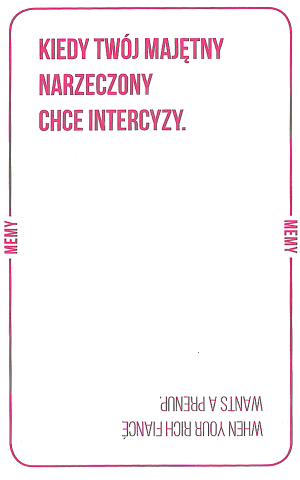 KIEDY TWÓJ MAJĘTNY
NARZECZONY
CHCE INTERCYZY.
MEMY
MEMY
WHEN YOUR RICH FIANCÉ
WANTS A PRENUP.